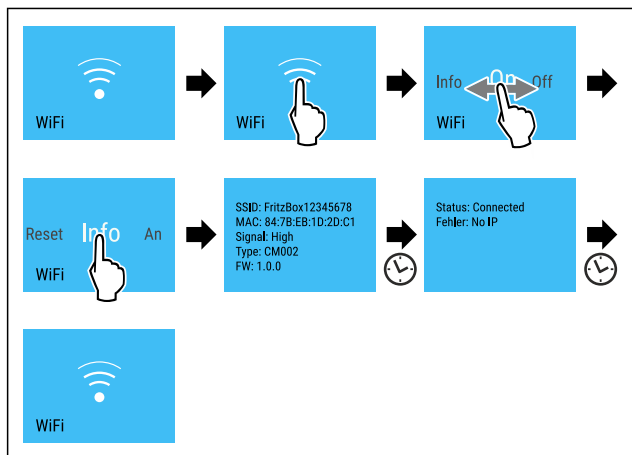 WiFi
WiFi
Info On Off
WiFi
Reset Info An
WiFi
SSID: FritzBox12345678
MAC: 84:7B:EB:1D:2D:C1
Signal: High
Type: CM002
FW: 1.0.0
Status: Connected
Fehler: No IP
WiFi